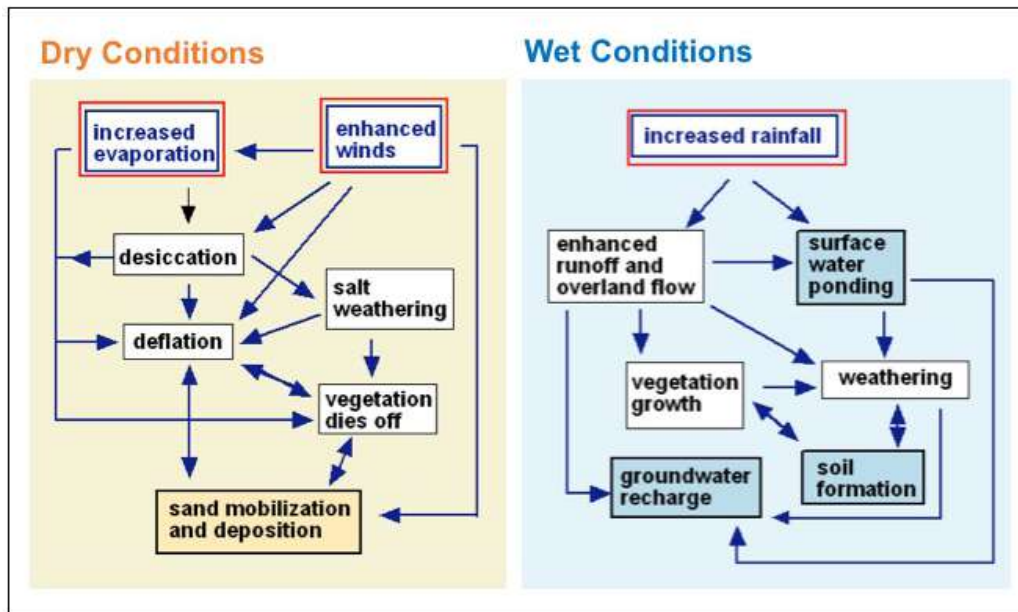 Dry Conditions
increased
evaporation
enhanced
winds
desiccation
salt
weathering
deflation
vegetation
dies off
sand mobilization
and deposition
Wet Conditions
increased rainfall
enhanced
runoff and
overland flow
surface
water
ponding
vegetation
growth
weathering
groundwater
recharge
soil
formation